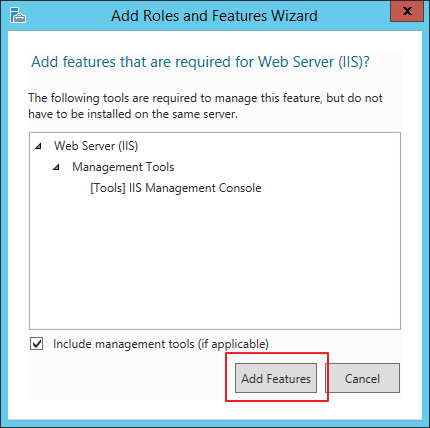 Add Roles and Features Wizard
x
Add features that are required for Web Server (IIS)?
The following tools are required to manage this feature, but do not
have to be installed on the same server.
Web Server (IIS)
Management Tools
[Tools] IIS Management Console
Include management tools (if applicable)
Add Features Cancel